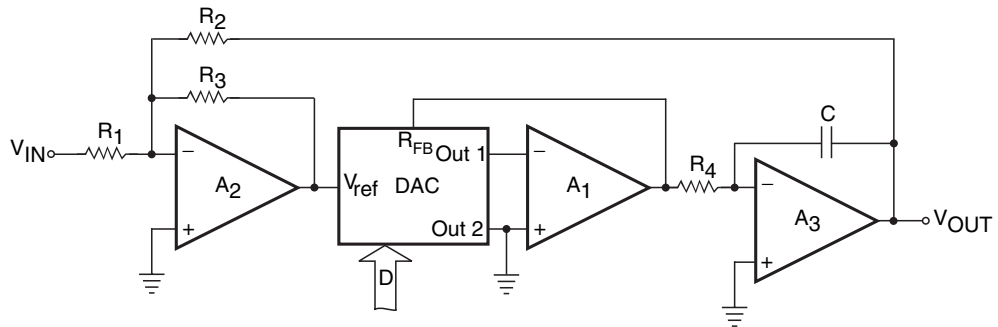 R2
R3
R1
VIN
−
A2
+
RFB
Out 1
Vref
DAC
Out 2
D
−
A1
+
R4
C
−
A3
+
VOUT